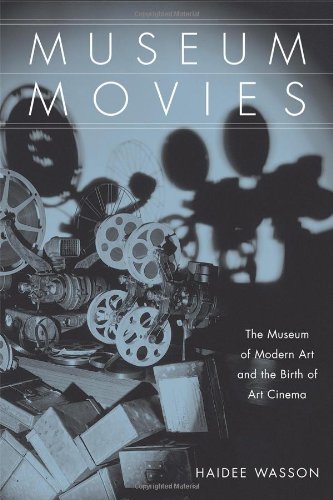 MUSEUM
MOVIES
The Museum
of Modern Art
and the Birth of
Art Cinema
HAIDEE WASSON